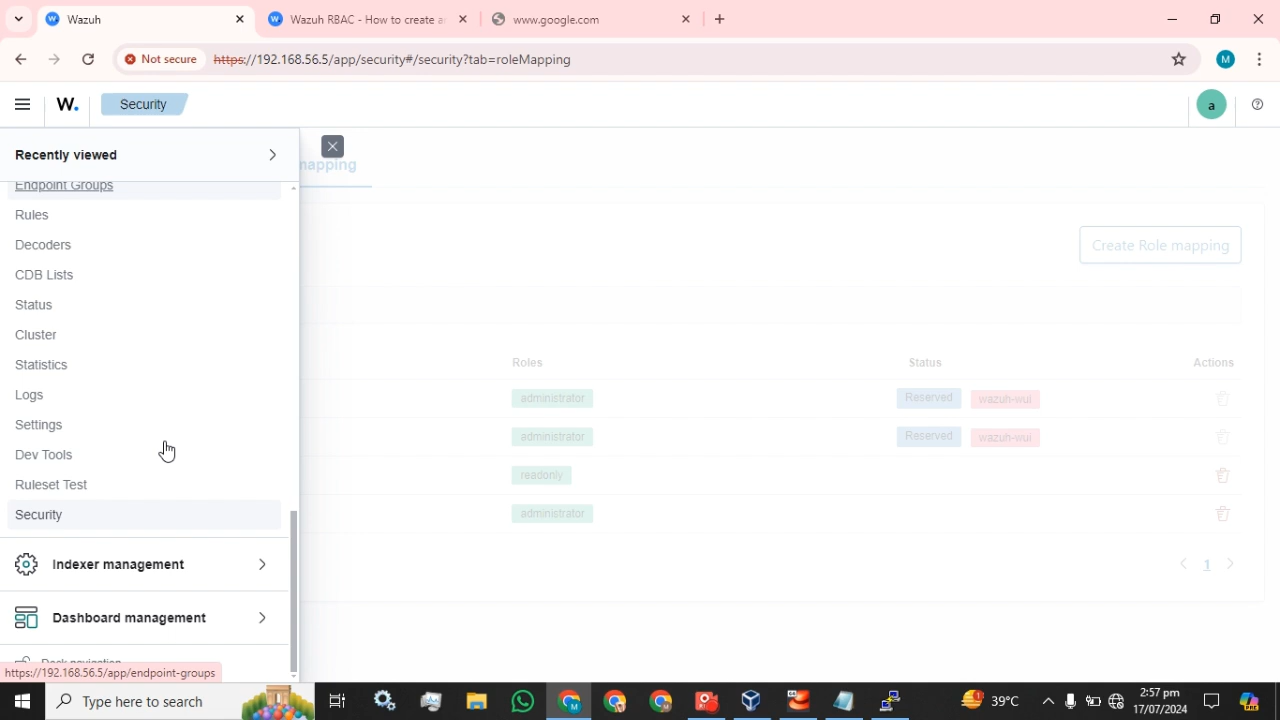 Wazuh
Wazuh RBAC - How to create a
www.google.com
Not secure
https://192.168.56.5/app/security#/security?tab=roleMapping
M
W.
Security
a
Recently viewed
mapping
Endpoint Groups
Rules
Decoders
CDB Lists
Status
Cluster
Statistics
Logs
Settings
Dev Tools
Ruleset Test
Security
Indexer management
Dashboard management
Dock navigation
https://192.168.56.5/app/endpoint-groups
Create Role mapping
Roles Status Actions
administrator Reserved wazuh-wui
administrator Reserved wazuh-wui
readonly
administrator
1
Type here to search
39°C
2:57 pm
17/07/2024